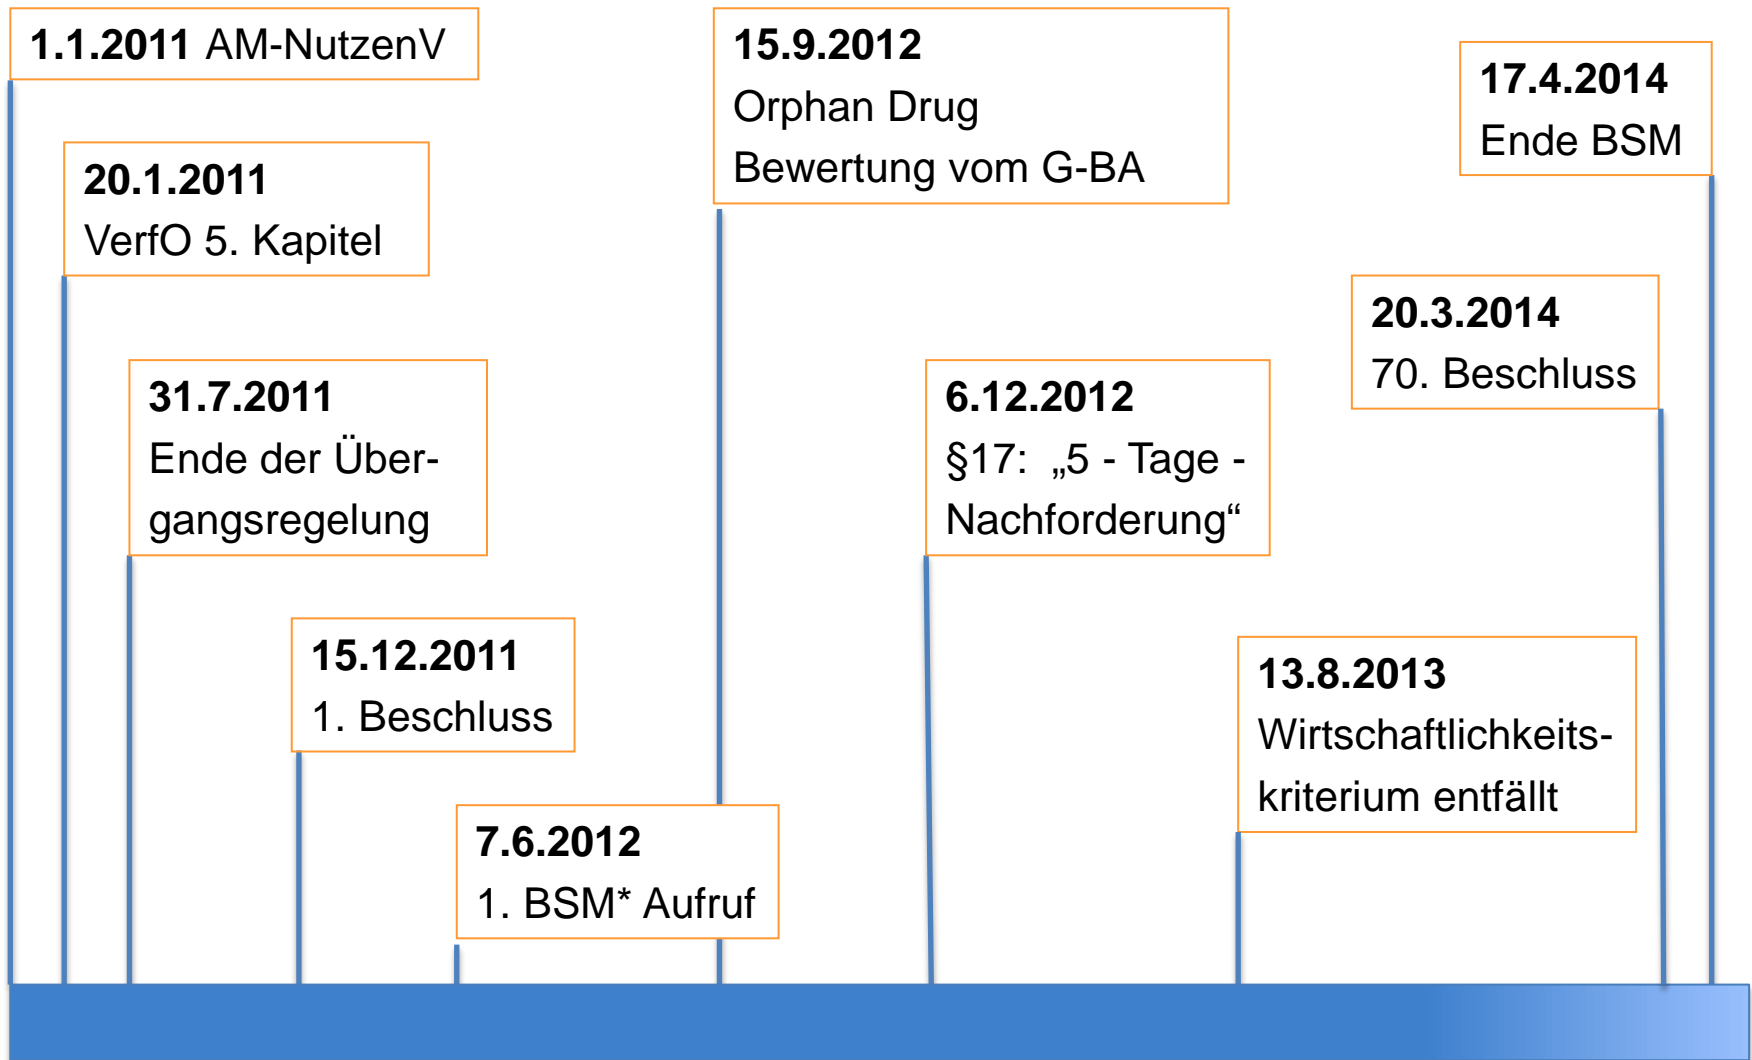 1.1.2011 AM-NutzenV
20.1.2011
VerfO 5. Kapitel
31.7.2011
Ende der Über-
gangsregelung
15.12.2011
1. Beschluss
7.6.2012
1. BSM* Aufruf
15.9.2012
Orphan Drug
Bewertung vom G-BA
6.12.2012
§17:  „5 - Tage -
Nachforderung“
13.8.2013
Wirtschaftlichkeits-
kriterium entfällt
20.3.2014
70. Beschluss
17.4.2014
Ende BSM